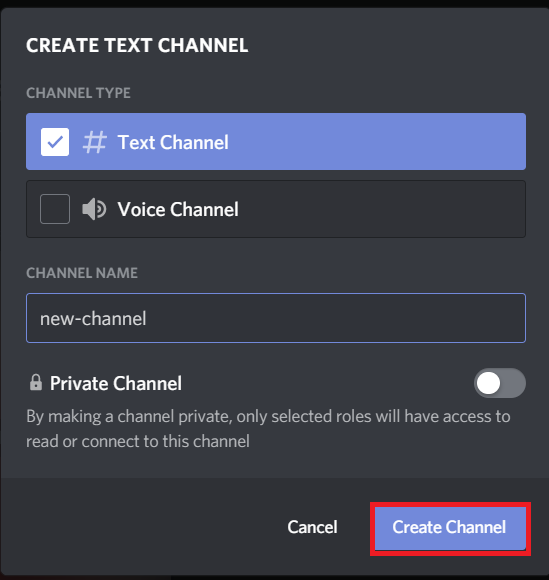 CREATE TEXT CHANNEL
CHANNEL TYPE
# Text Channel
Voice Channel
CHANNEL NAME
new-channel
Private Channel
By making a channel private, only selected roles will have access to
read or connect to this channel
Cancel
Create Channel